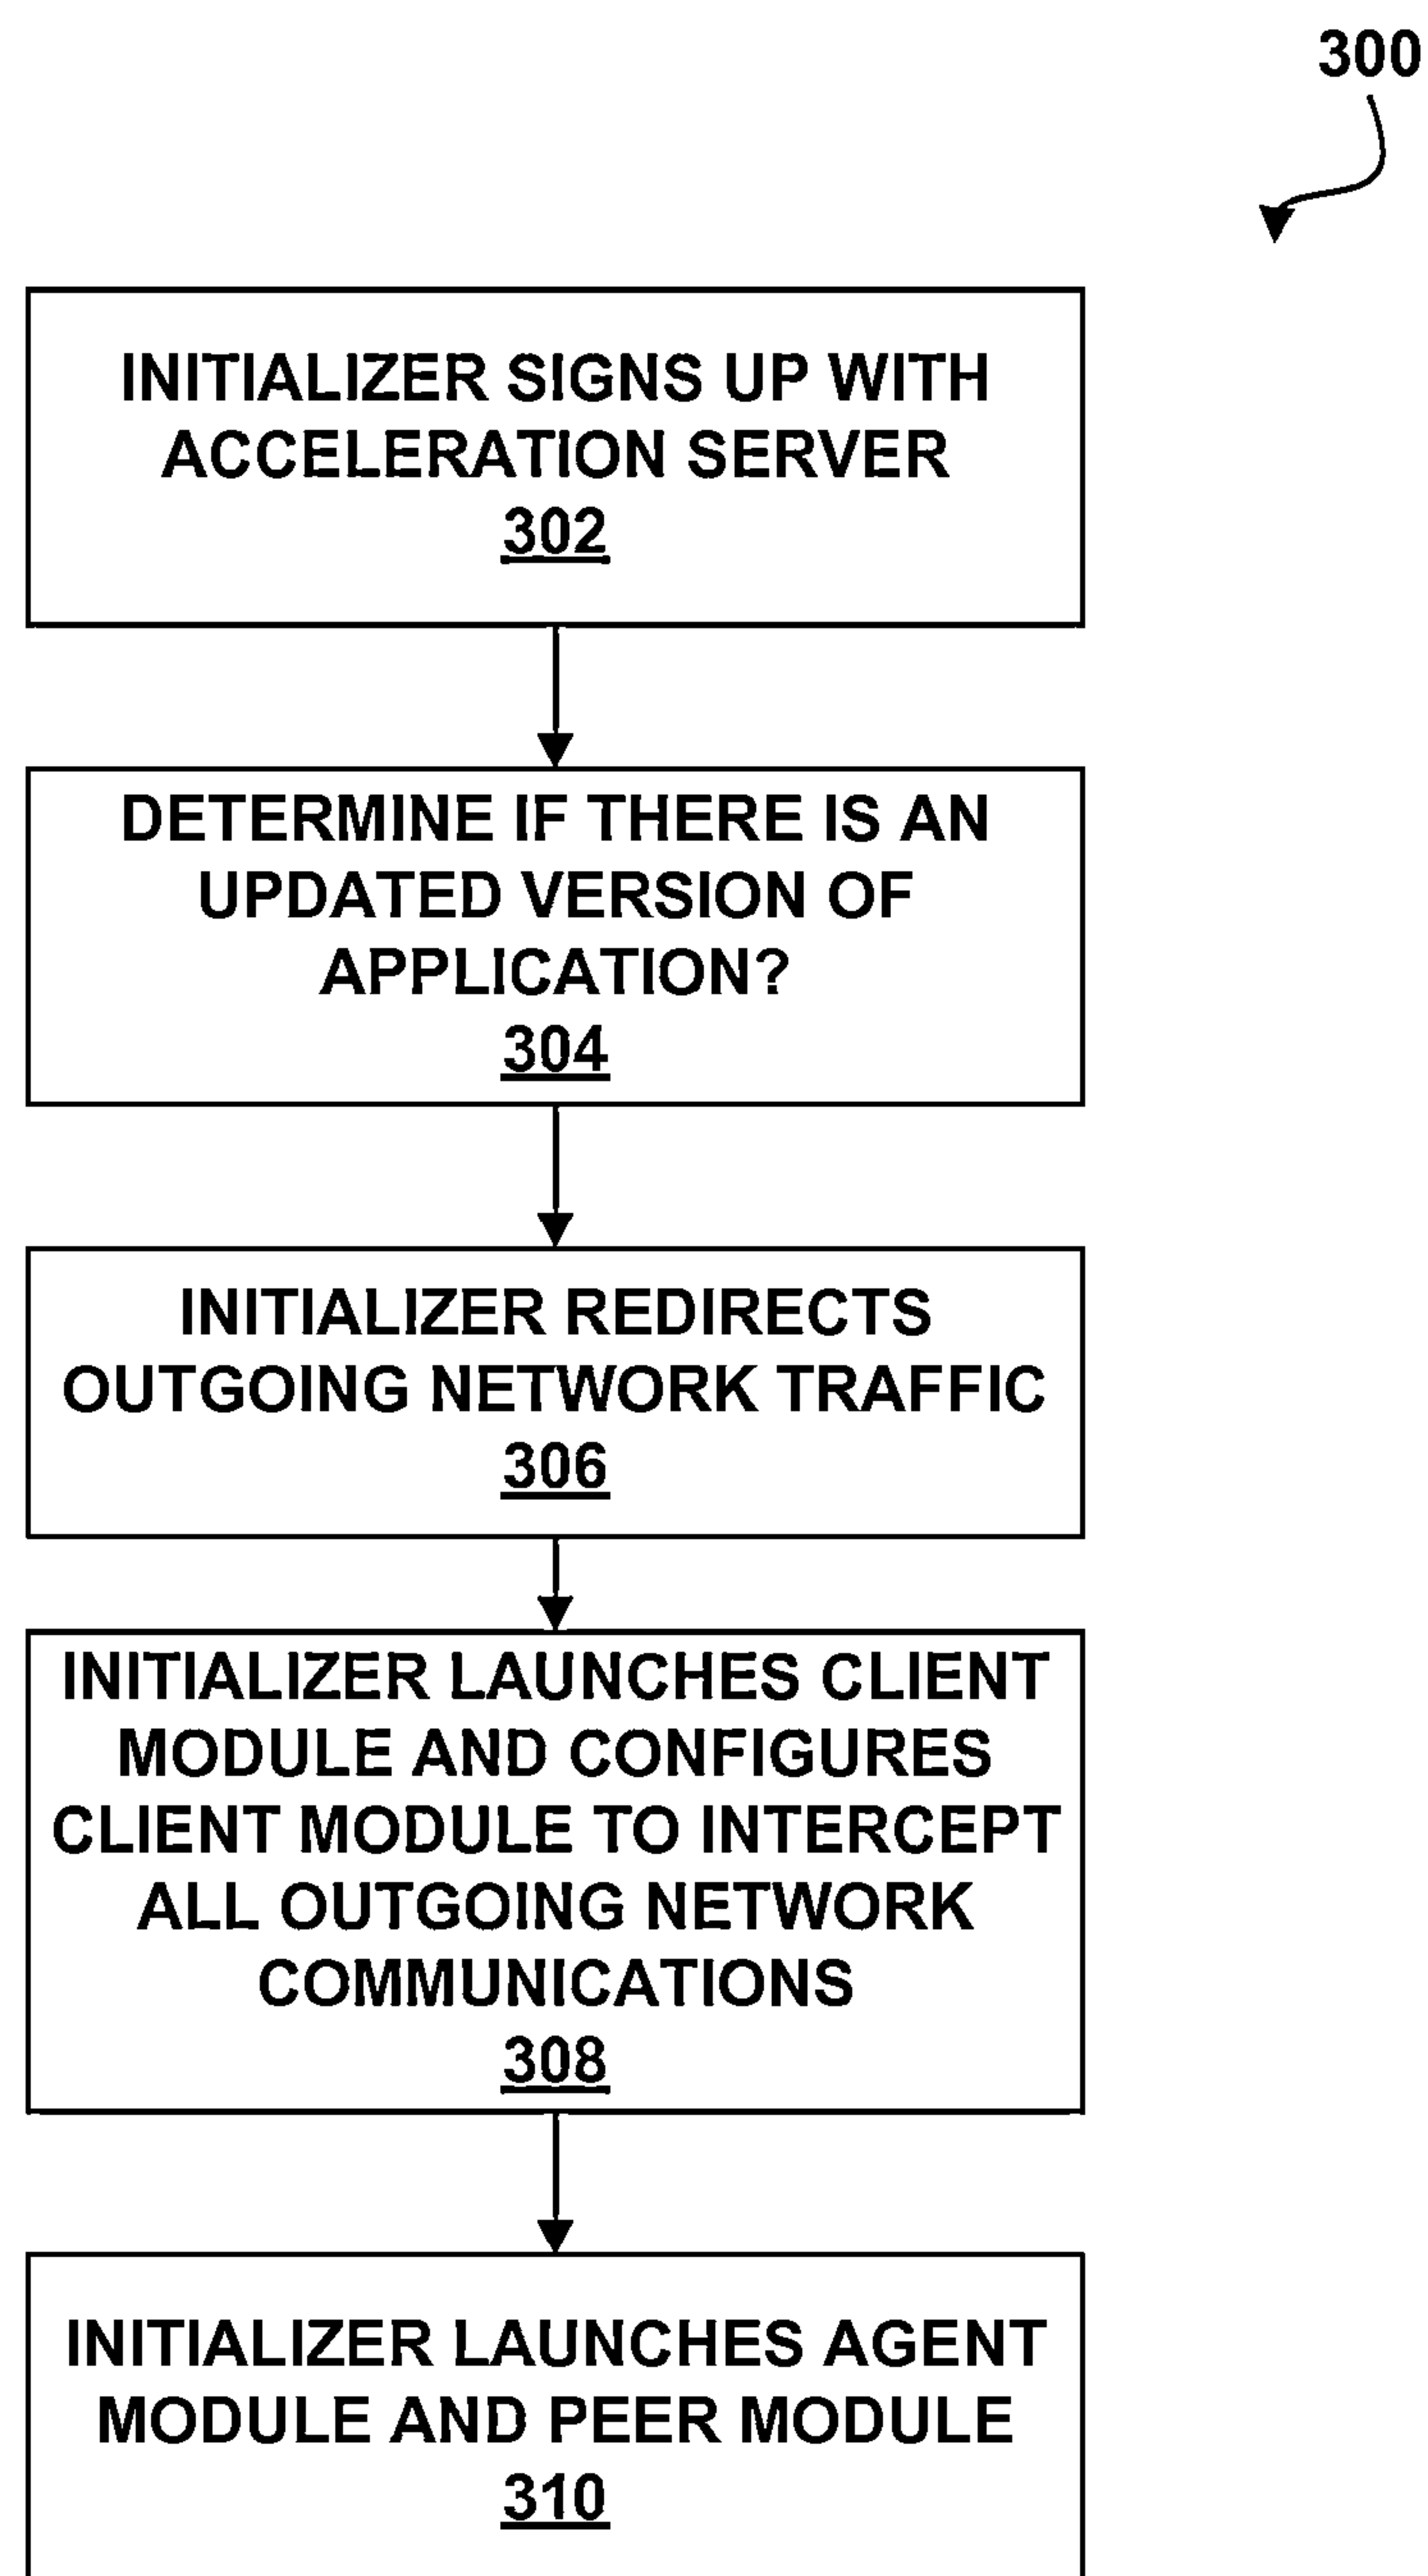 300
INITIALIZER SIGNS UP WITH
ACCELERATION SERVER
302
DETERMINE IF THERE IS AN
UPDATED VERSION OF
APPLICATION?
304
INITIALIZER REDIRECTS
OUTGOING NETWORK TRAFFIC
306
INITIALIZER LAUNCHES CLIENT
MODULE AND CONFIGURES
CLIENT MODULE TO INTERCEPT
ALL OUTGOING NETWORK
COMMUNICATIONS
308
INITIALIZER LAUNCHES AGENT
MODULE AND PEER MODULE
310